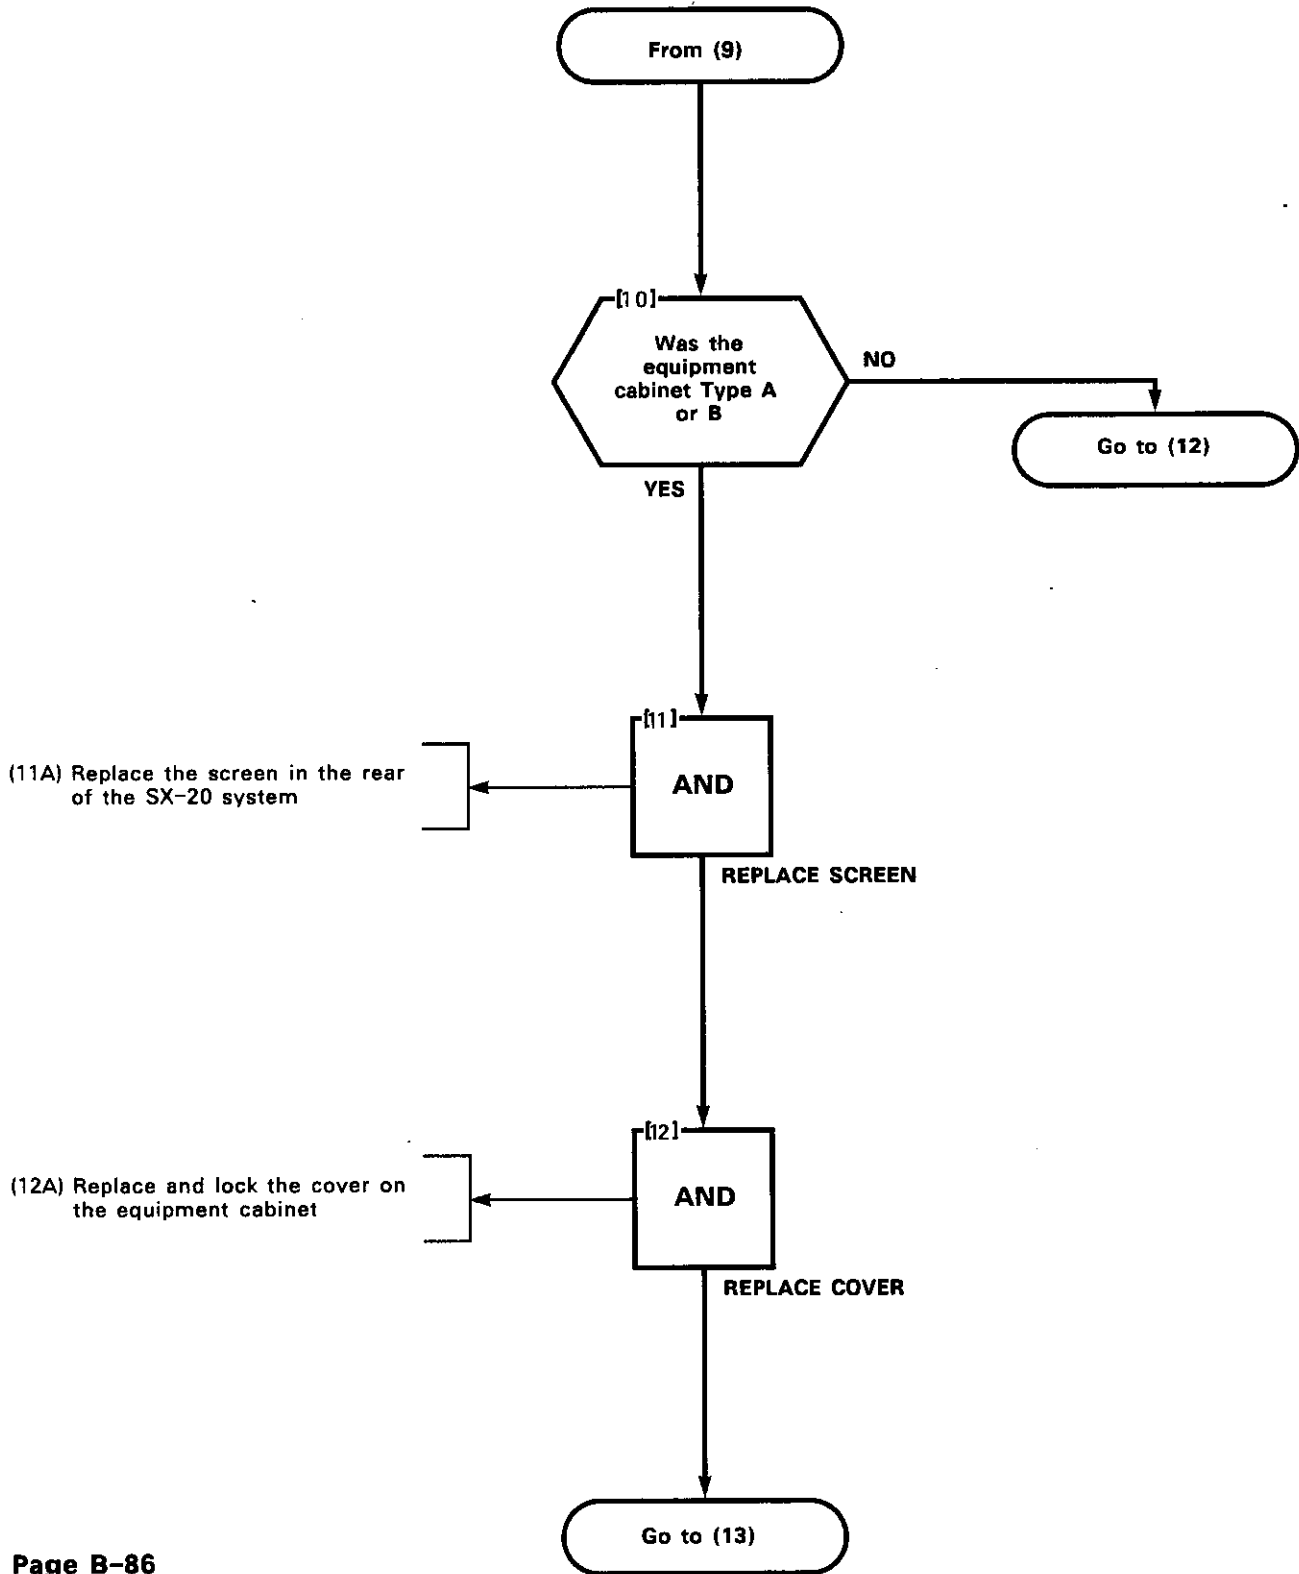 From (9)
[10]
Was the
equipment
cabinet Type A
or B
NO
Go to (12)
YES
[11]
AND
(11A) Replace the screen in the rear
of the SX-20 system
REPLACE SCREEN
[12]
AND
(12A) Replace and lock the cover on
the equipment cabinet
REPLACE COVER
Go to (13)
Page B-86